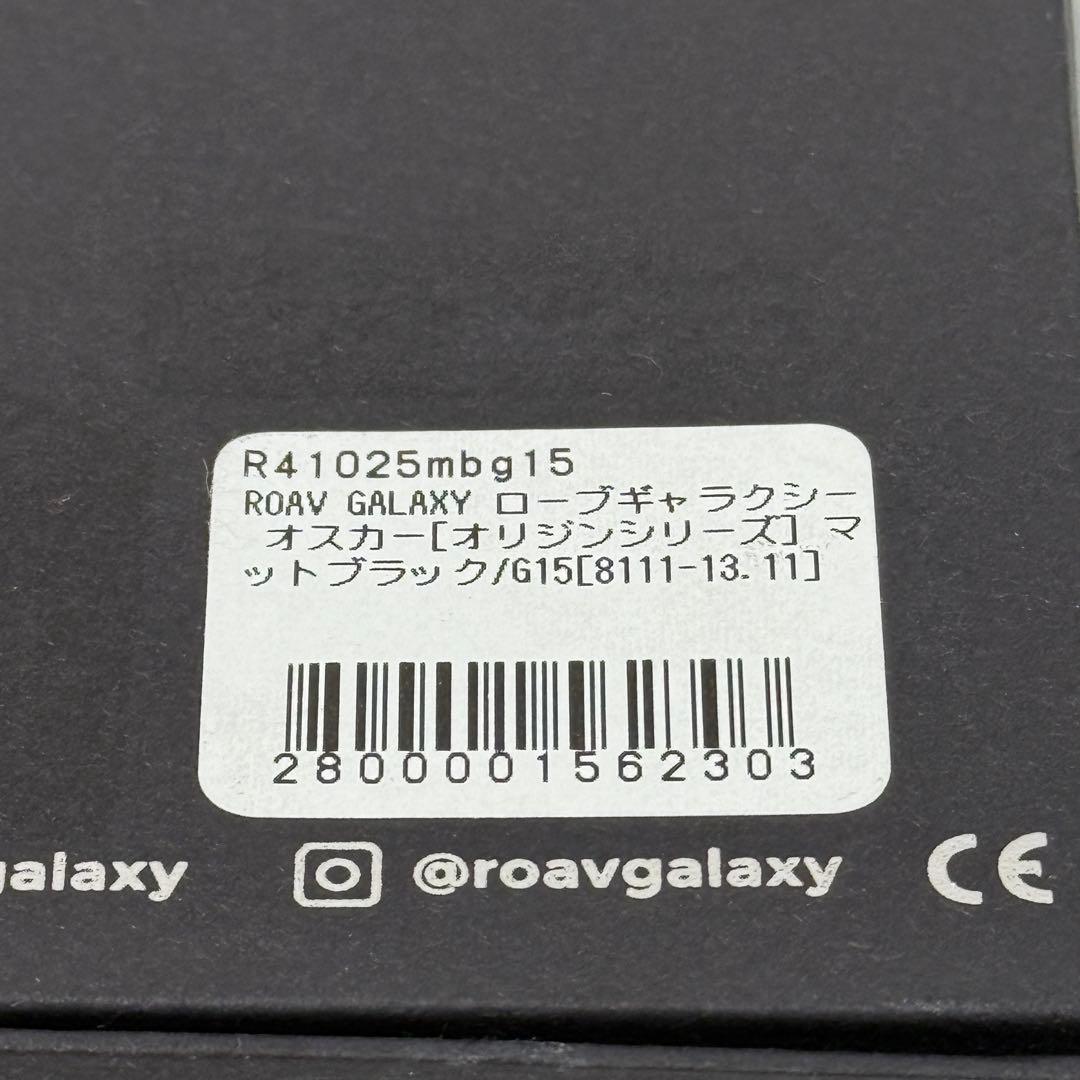 R41025mbg15
ROAV GALAXY ローブギャラクシー
オスカー[オリジンシリーズ] マ
ットブラック/G15[8111-13.11]
2800001562303
galaxy @roavgalaxy CE